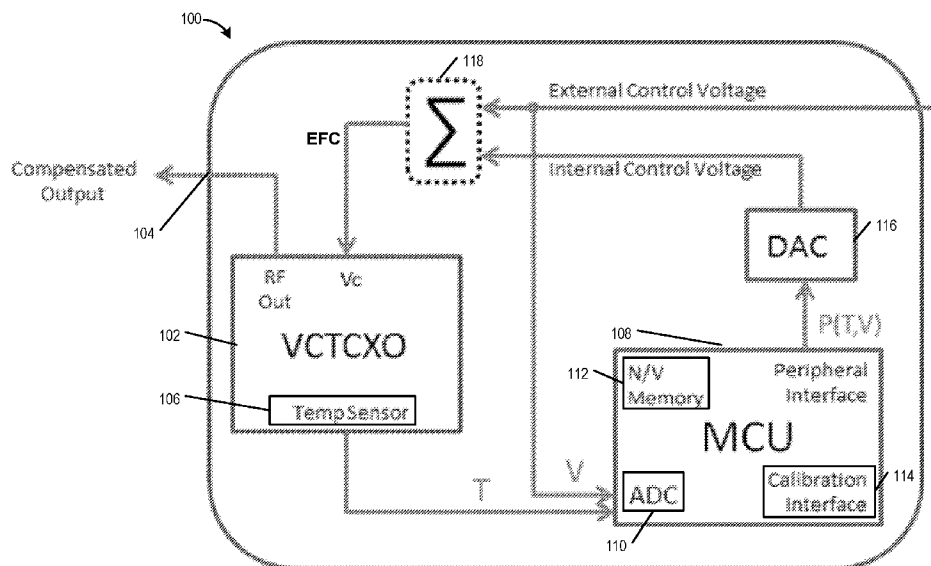 100
118
External Control Voltage
EFC
Σ
Compensated
Output
Internal Control Voltage
104
DAC
116
RF
Out
Vc
P(T,V)
102
VCTCXO
108
112
N/V
Memory
Peripheral
Interface
106
Temp Sensor
MCU
T
V
ADC
Calibration
Interface
114
110